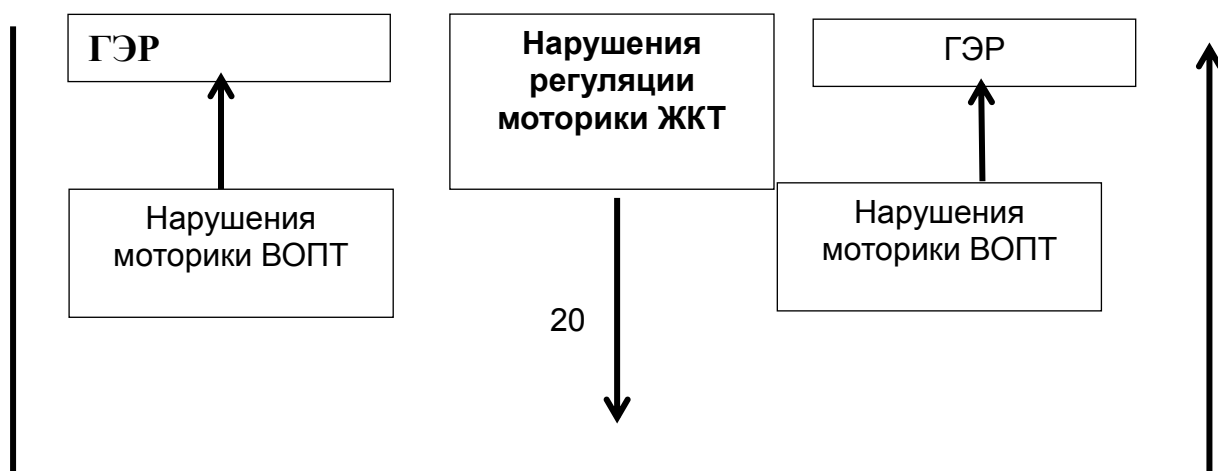 ГЭР
Нарушения
регуляции
моторики ЖКТ
ГЭР
Нарушения
моторики ВОПТ
Нарушения
моторики ВОПТ
20